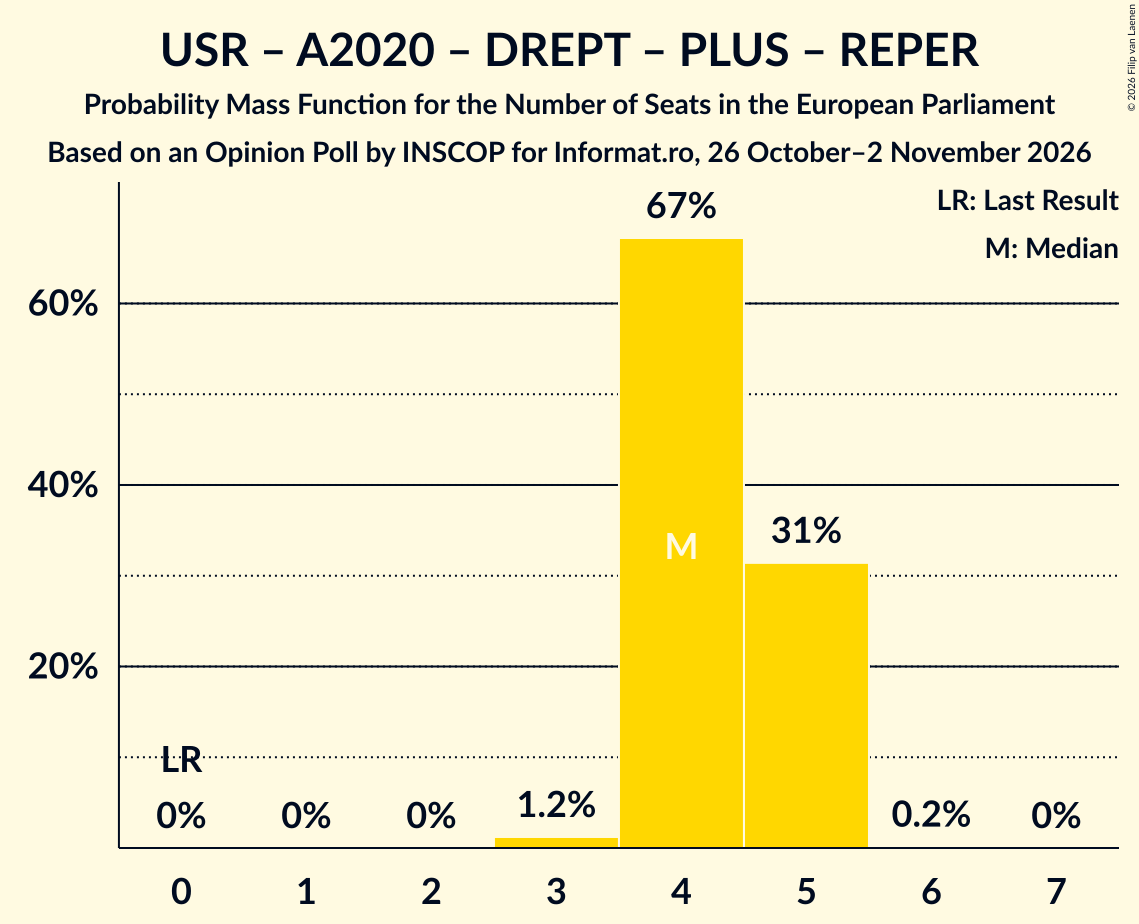 USR – A2020 – DREPT – PLUS – REPER
Probability Mass Function for the Number of Seats in the European Parliament
Based on an Opinion Poll by INSCOP for Informat.ro, 26 October–2 November 2026
© 2026 Filip van Laenen
LR: Last Result
M: Median
67%
60%
40%
31%
M
20%
LR
0%
0%
0%
1.2%
0.2%
0%
0
1
2
3
4
5
6
7